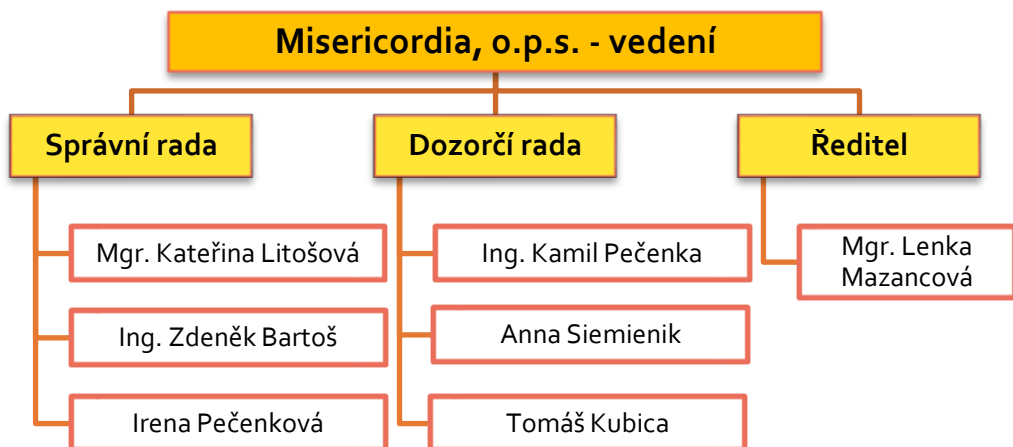 Misericordia, o.p.s. - vedení
Správní rada
Mgr. Kateřina Litošová
Ing. Zdeněk Bartoš
Irena Pečenková
Dozorčí rada
Ing. Kamil Pečenka
Anna Siemienik
Tomáš Kubica
Ředitel
Mgr. Lenka
Mazancová